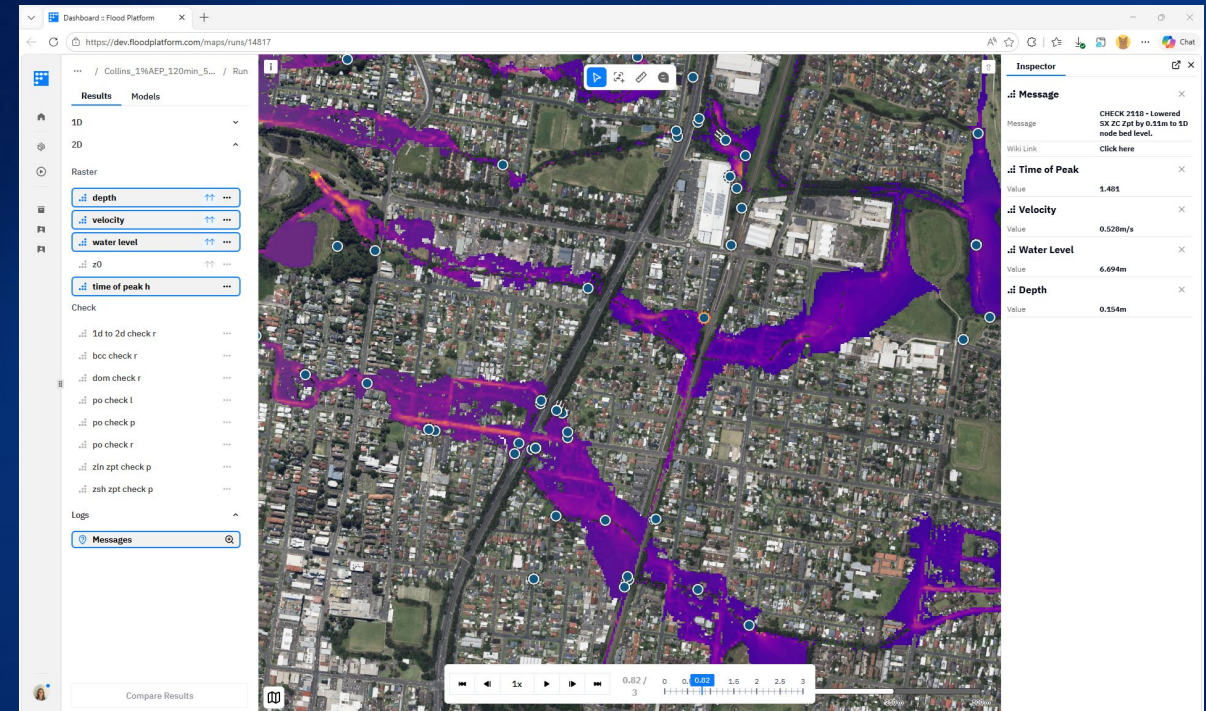 Dashboard :: Flood Platform
https://dev.floodplatform.com/maps/runs/14817
Chat
··· / Collins_1%AEP_120min_5... / Run
Results Models
1D
2D
Raster
depth
velocity
water level
z0
time of peak h
Check
1d to 2d check r
bcc check r
dom check r
po check l
po check p
po check r
zln zpt check p
zsh zpt check p
Logs
Messages
Compare Results
1x
0.82 /
3
0 0.82 1.5 2 2.5 3
Inspector
Message
Message CHECK 2118 - Lowered
SX ZC Zpt by 0.11m to 1D
node bed level.
Wiki Link Click here
Time of Peak
Value 1.481
Velocity
Value 0.528m/s
Water Level
Value 6.694m
Depth
Value 0.154m